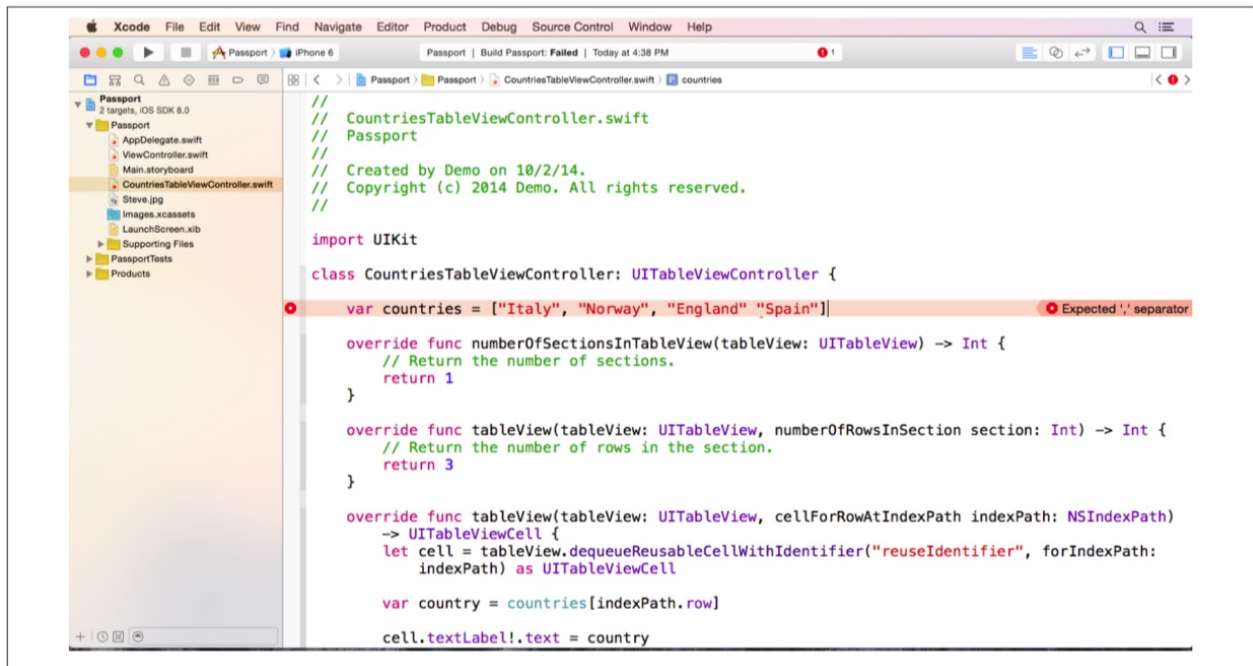 Xcode File Edit View Find Navigate Editor Product Debug Source Control Window Help
Passport iPhone 6
Passport | Build Passport: Failed | Today at 4:38 PM
1
Passport Passport CountriesTableViewController.swift P countries
Passport
2 targets, iOS SDK 8.0
Passport
AppDelegate.swift
ViewController.swift
Main.storyboard
CountriesTableViewController.swift
Steve.jpg
Images.xcassets
LaunchScreen.xib
Supporting Files
PassportTests
Products
//
// CountriesTableViewController.swift
// Passport
//
// Created by Demo on 10/2/14.
// Copyright (c) 2014 Demo. All rights reserved.
//
import UIKit
class CountriesTableViewController: UITableViewController {
var countries = ["Italy", "Norway", "England" "Spain"]
Expected ',' separator
override func numberOfSectionsInTableView(tableView: UITableView) -> Int {
// Return the number of sections.
return 1
}
override func tableView(tableView: UITableView, numberOfRowsInSection section: Int) -> Int {
// Return the number of rows in the section.
return 3
}
override func tableView(tableView: UITableView, cellForRowAtIndexPath indexPath: NSIndexPath)
-> UITableViewCell {
let cell = tableView.dequeueReusableCellWithIdentifier("reuseIdentifier", forIndexPath:
indexPath) as UITableViewCell
var country = countries[indexPath.row]
cell.textLabel!.text = country